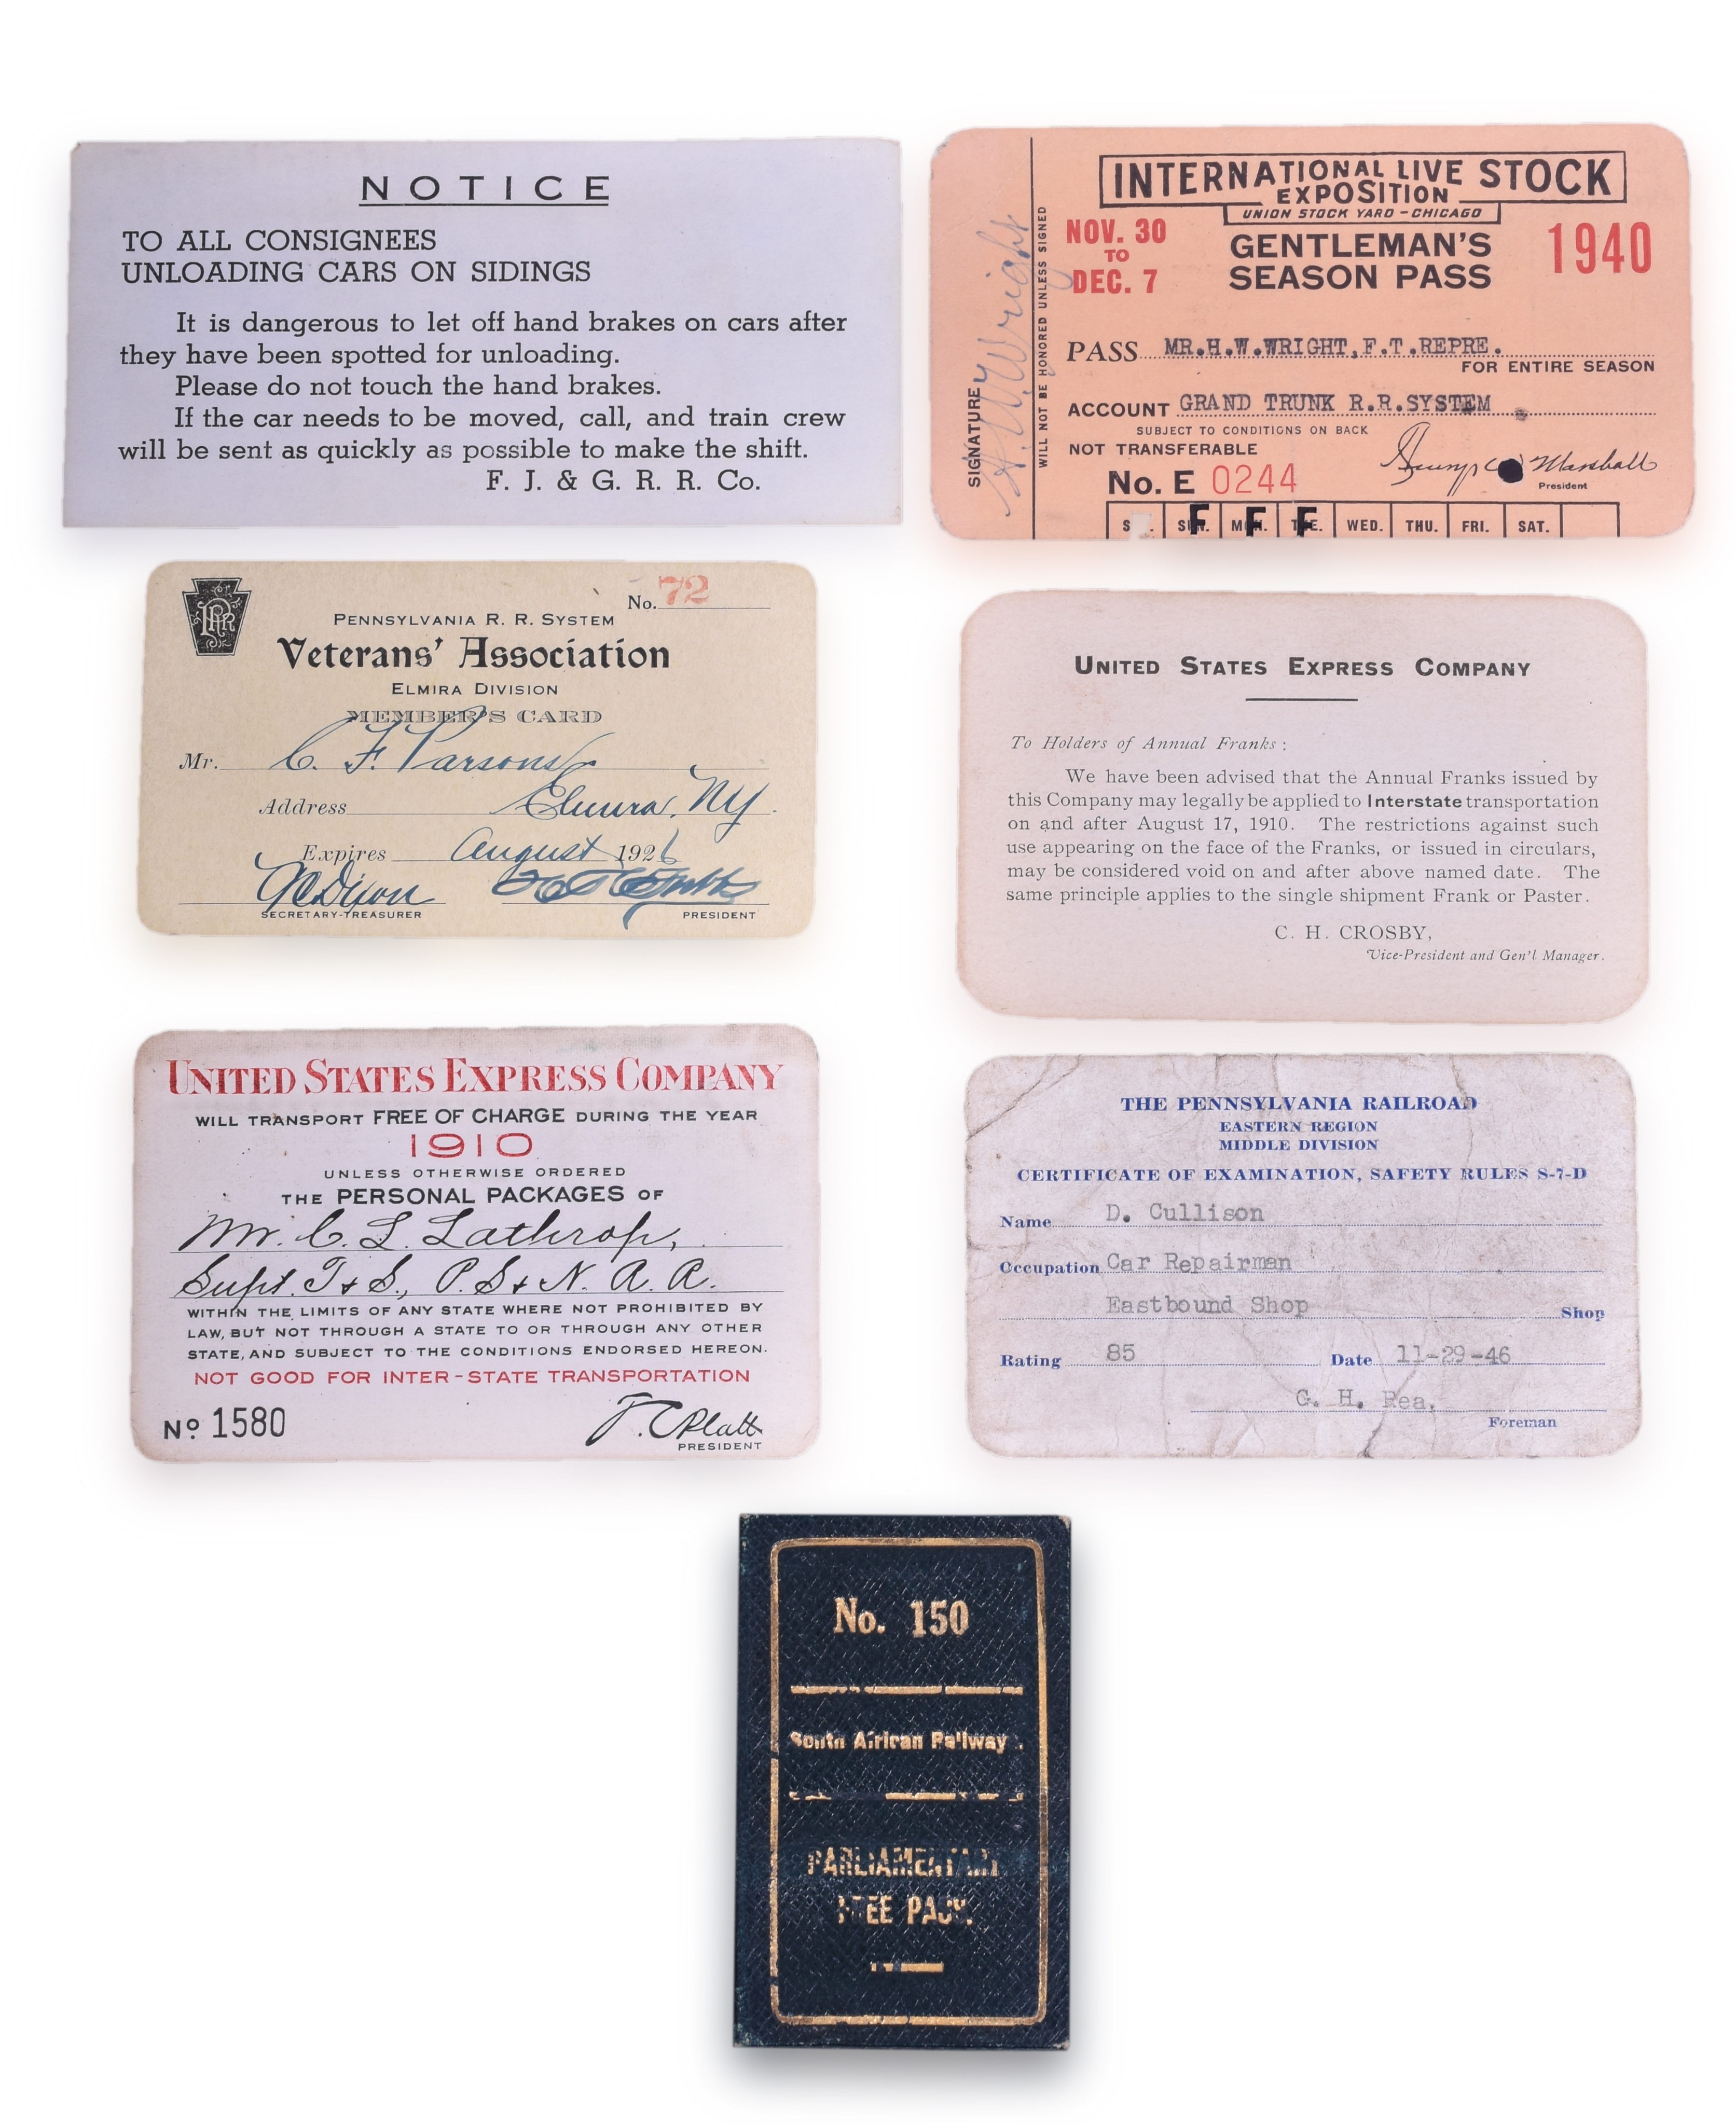 NOTICE
TO ALL CONSIGNEES
UNLOADING CARS ON SIDINGS
It is dangerous to let off hand brakes on cars after
they have been spotted for unloading.
Please do not touch the hand brakes.
If the car needs to be moved, call, and train crew
will be sent as quickly as possible to make the shift.
F. J. & G. R. R. Co.
SIGNATURE
H. W. Wright
WILL NOT BE HONORED UNLESS SIGNED
INTERNATIONAL LIVE STOCK
EXPOSITION
UNION STOCK YARD - CHICAGO
NOV. 30
TO
DEC. 7
GENTLEMAN'S
SEASON PASS
1940
PASS MR.H.W.WRIGHT,F.T.REPRE.
FOR ENTIRE SEASON
ACCOUNT GRAND TRUNK R.R.SYSTEM
SUBJECT TO CONDITIONS ON BACK
NOT TRANSFERABLE
No. E 0244
Marshall
President
F F F
WED. THU. FRI. SAT.
PRR
No. 72
PENNSYLVANIA R. R. SYSTEM
Veterans' Association
ELMIRA DIVISION
MEMBER'S CARD
Mr. C. F. Parsons
Address Elmira, NY.
Expires August 1926
SECRETARY-TREASURER PRESIDENT
UNITED STATES EXPRESS COMPANY
To Holders of Annual Franks:
We have been advised that the Annual Franks issued by
this Company may legally be applied to Interstate transportation
on and after August 17, 1910. The restrictions against such
use appearing on the face of the Franks, or issued in circulars,
may be considered void on and after above named date. The
same principle applies to the single shipment Frank or Paster.
C. H. CROSBY,
Vice-President and Gen'l Manager.
UNITED STATES EXPRESS COMPANY
WILL TRANSPORT FREE OF CHARGE DURING THE YEAR
1910
UNLESS OTHERWISE ORDERED
THE PERSONAL PACKAGES OF
Mr. C. L. Lathrop,
Supt. T & S., P. S & N. R. R.
WITHIN THE LIMITS OF ANY STATE WHERE NOT PROHIBITED BY
LAW, BUT NOT THROUGH A STATE TO OR THROUGH ANY OTHER
STATE, AND SUBJECT TO THE CONDITIONS ENDORSED HEREON.
NOT GOOD FOR INTER-STATE TRANSPORTATION
No 1580
T. C. Platt
PRESIDENT
THE PENNSYLVANIA RAILROAD
EASTERN REGION
MIDDLE DIVISION
CERTIFICATE OF EXAMINATION, SAFETY RULES S-7-D
Name D. Cullison
Occupation Car Repairman
Eastbound Shop Shop
Rating 85 Date 11-29-46
G. H. Rea.
Foreman
No. 150
South African Railway
PARLIAMENTARY
FREE PASS.